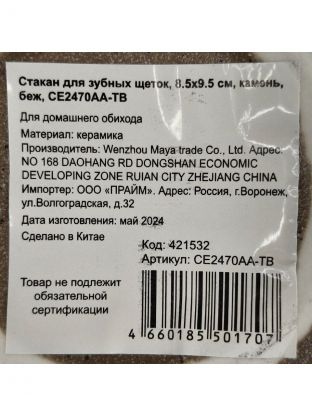 Стакан для зубных щеток, 8.5х9.5 см, камень,
беж, CE2470AA-TB
Для домашнего обихода
Материал: керамика
Производитель: Wenzhou Maya trade Co., Ltd. Адрес:
NO 168 DAOHANG RD DONGSHAN ECONOMIC
DEVELOPING ZONE RUIAN CITY ZHEJIANG CHINA
Импортер: ООО «ПРАЙМ». Адрес: Россия, г.Воронеж,
ул.Волгоградская, д.32
Дата изготовления: май 2024
Сделано в Китае
Код: 421532
Артикул: CE2470AA-TB
Товар не подлежит
обязательной
сертификации
4 660185 501707